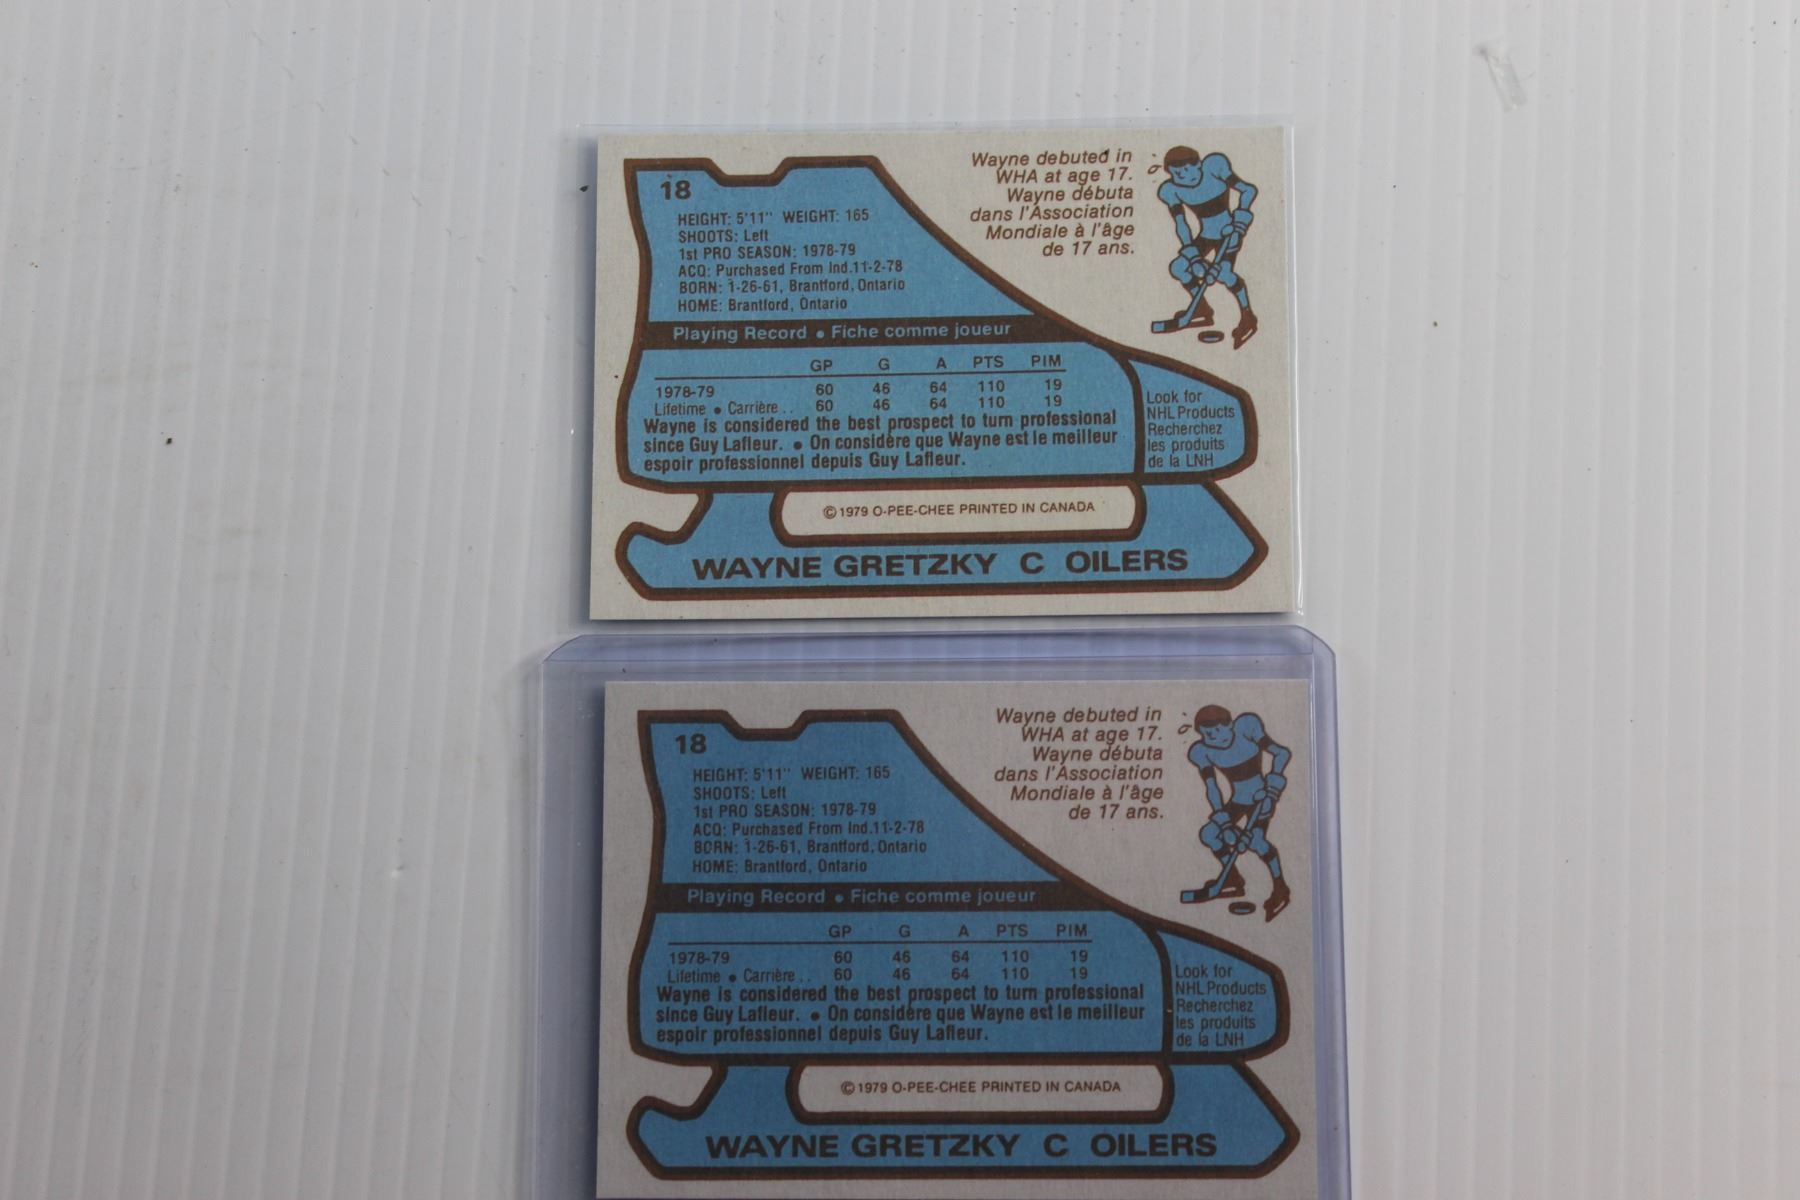 18
HEIGHT: 5'11" WEIGHT: 165
SHOOTS: Left
1st PRO SEASON: 1978-79
ACQ: Purchased From Ind.11-2-78
BORN: 1-26-61, Brantford, Ontario
HOME: Brantford, Ontario
Wayne debuted in
WHA at age 17.
Wayne débuta
dans l'Association
Mondiale à l'âge
de 17 ans.
Playing Record • Fiche comme joueur
GP G A PTS PIM
1978-79 60 46 64 110 19
Lifetime • Carrière .. 60 46 64 110 19
Wayne is considered the best prospect to turn professional
since Guy Lafleur. • On considère que Wayne est le meilleur
espoir professionnel depuis Guy Lafleur.
Look for
NHL Products
Recherchez
les produits
de la LNH
© 1979 O-PEE-CHEE PRINTED IN CANADA
WAYNE GRETZKY C OILERS
18
HEIGHT: 5'11" WEIGHT: 165
SHOOTS: Left
1st PRO SEASON: 1978-79
ACQ: Purchased From Ind.11-2-78
BORN: 1-26-61, Brantford, Ontario
HOME: Brantford, Ontario
Wayne debuted in
WHA at age 17.
Wayne débuta
dans l'Association
Mondiale à l'âge
de 17 ans.
Playing Record • Fiche comme joueur
GP G A PTS PIM
1978-79 60 46 64 110 19
Lifetime • Carrière .. 60 46 64 110 19
Wayne is considered the best prospect to turn professional
since Guy Lafleur. • On considère que Wayne est le meilleur
espoir professionnel depuis Guy Lafleur.
Look for
NHL Products
Recherchez
les produits
de la LNH
© 1979 O-PEE-CHEE PRINTED IN CANADA
WAYNE GRETZKY C OILERS